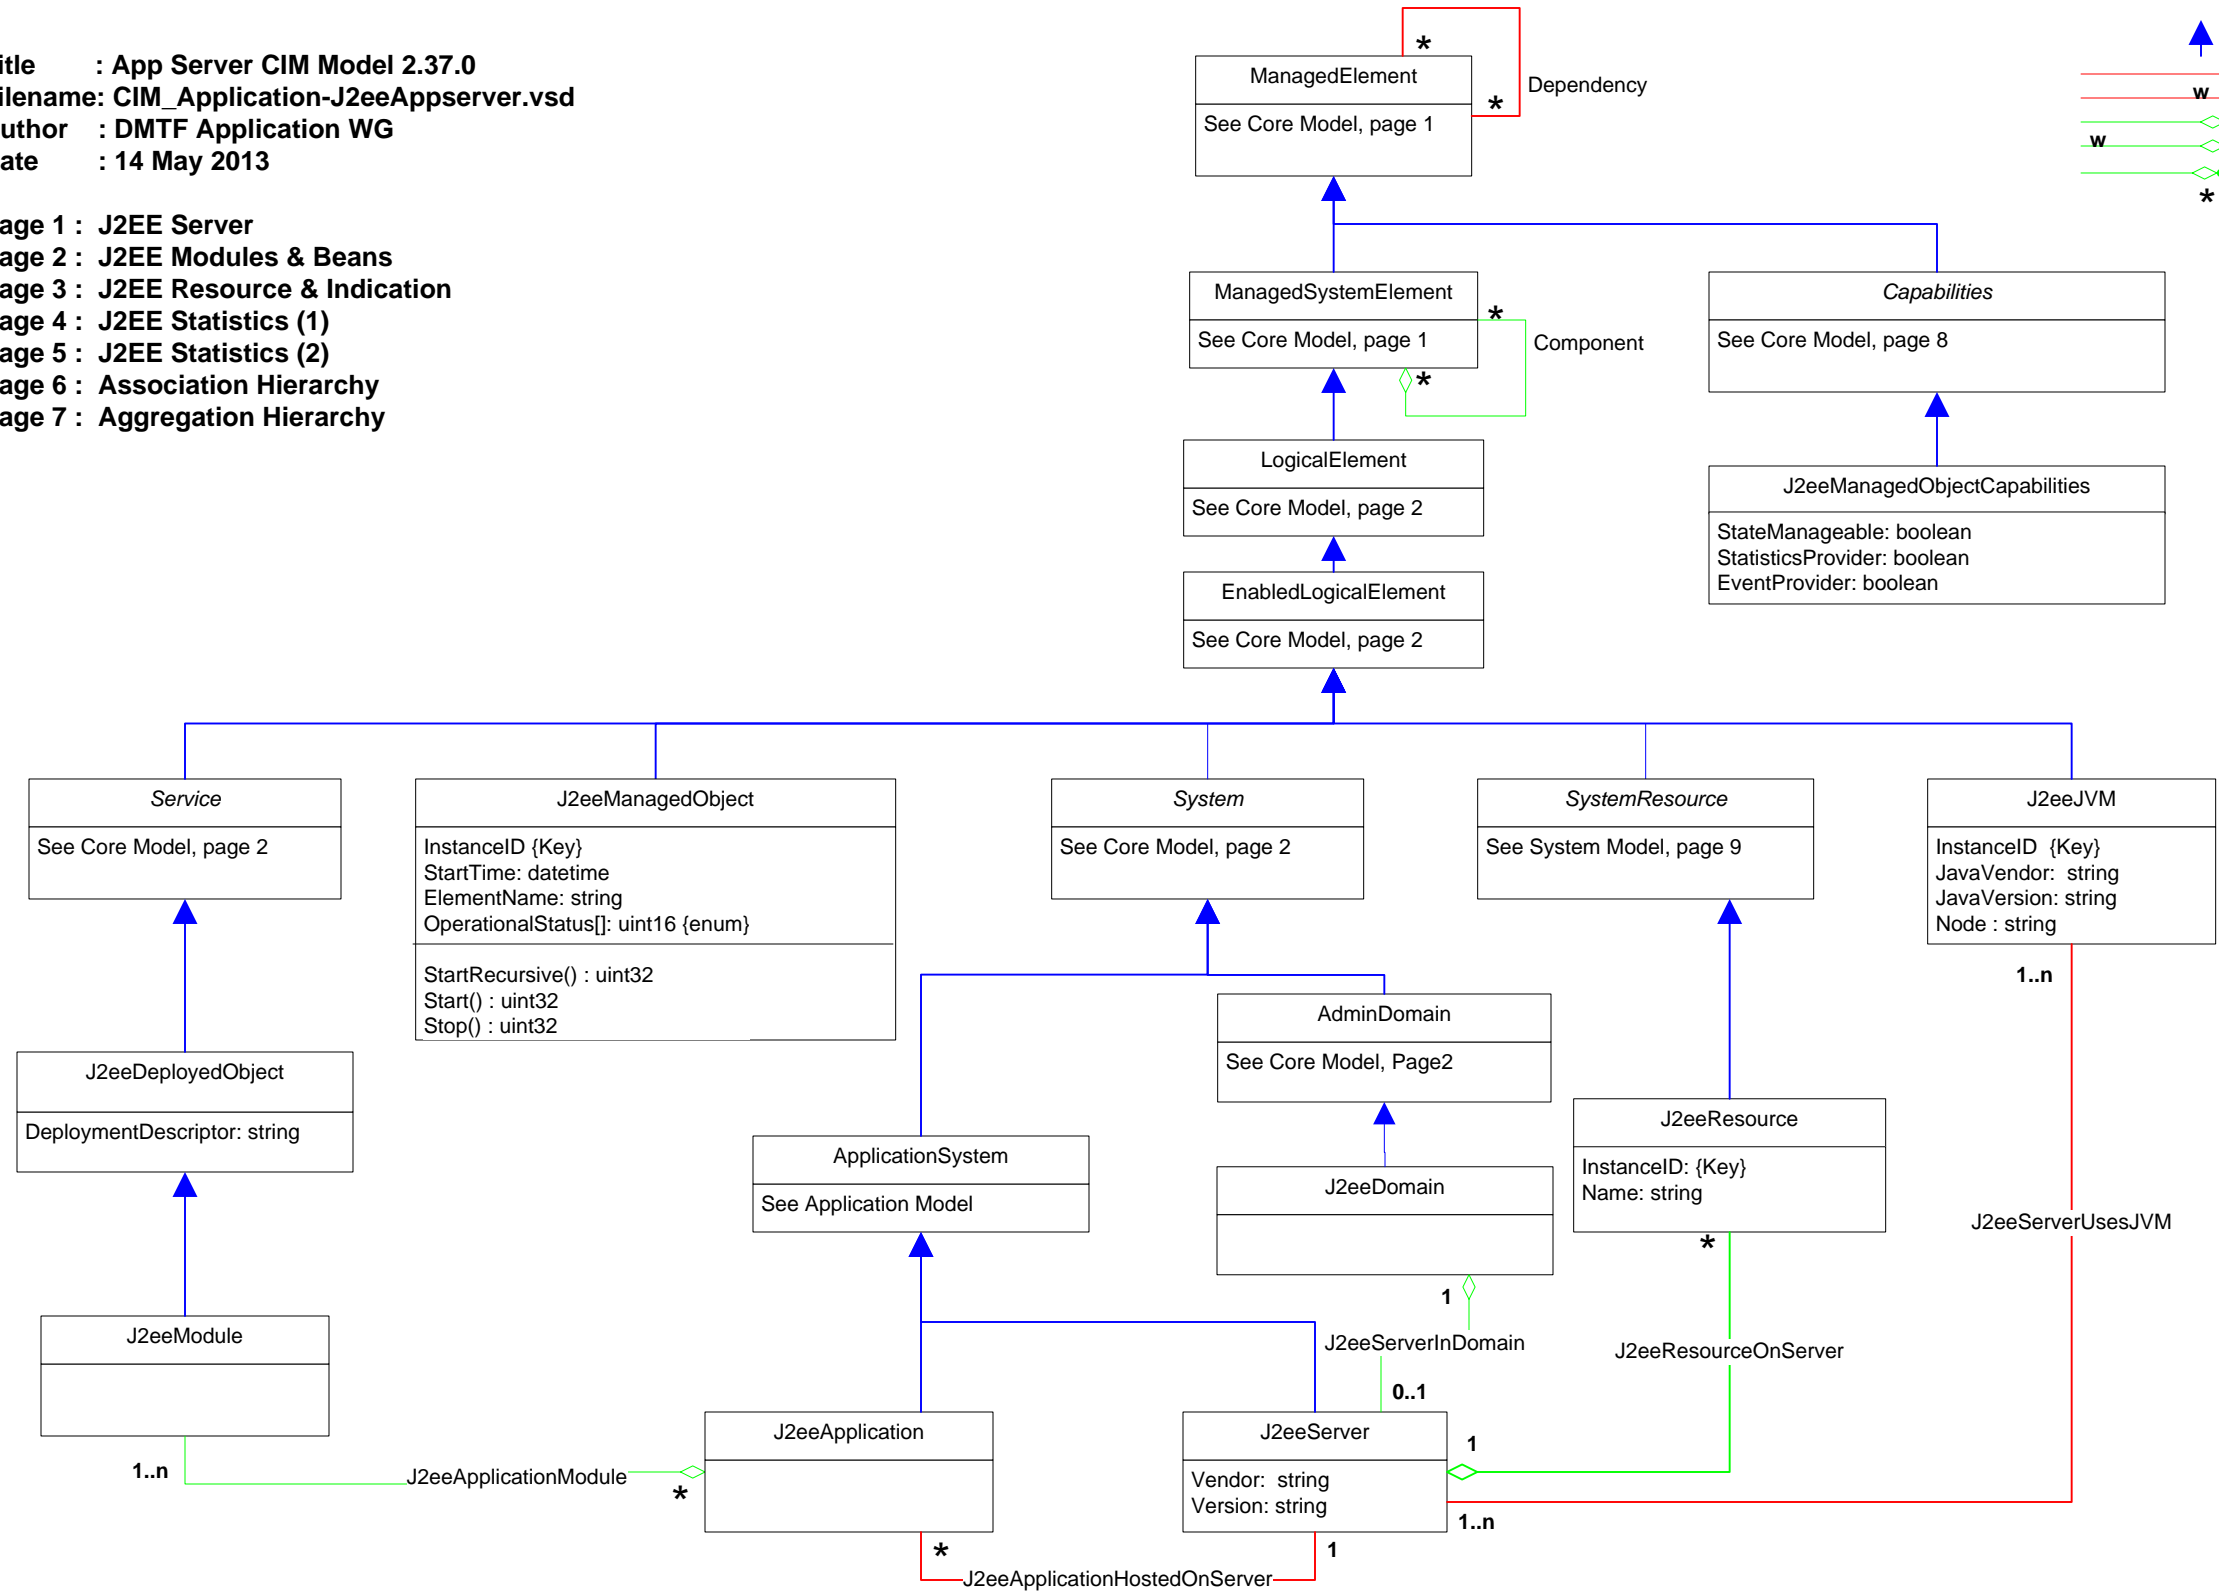 itle : App Server CIM Model 2.37.0
ilename: CIM_Application-J2eeAppserver.vsd
uthor : DMTF Application WG
ate : 14 May 2013
age 1 : J2EE Server
age 2 : J2EE Modules & Beans
age 3 : J2EE Resource & Indication
age 4 : J2EE Statistics (1)
age 5 : J2EE Statistics (2)
age 6 : Association Hierarchy
age 7 : Aggregation Hierarchy
*
ManagedElement
See Core Model, page 1
*
Dependency
w
w
*
ManagedSystemElement
See Core Model, page 1
*
*
Component
Capabilities
See Core Model, page 8
LogicalElement
See Core Model, page 2
J2eeManagedObjectCapabilities
StateManageable: boolean
StatisticsProvider: boolean
EventProvider: boolean
EnabledLogicalElement
See Core Model, page 2
Service
See Core Model, page 2
J2eeManagedObject
InstanceID {Key}
StartTime: datetime
ElementName: string
OperationalStatus[]: uint16 {enum}
StartRecursive() : uint32
Start() : uint32
Stop() : uint32
System
See Core Model, page 2
SystemResource
See System Model, page 9
J2eeJVM
InstanceID {Key}
JavaVendor: string
JavaVersion: string
Node : string
1..n
AdminDomain
See Core Model, Page2
J2eeDeployedObject
DeploymentDescriptor: string
J2eeResource
InstanceID: {Key}
Name: string
*
ApplicationSystem
See Application Model
J2eeDomain
1
J2eeServerUsesJVM
J2eeModule
J2eeServerInDomain
J2eeResourceOnServer
0..1
1..n
J2eeApplicationModule
*
J2eeApplication
J2eeServer
Vendor: string
Version: string
1
1..n
*
J2eeApplicationHostedOnServer
1